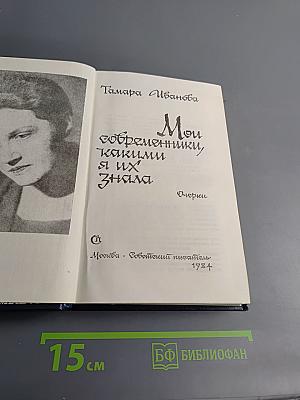 Тамара Иванова
Мои
современники,
какими
я их
знала
Очерки
Москва · Советский писатель
1984
15 см
БФ БИБЛИОФАН